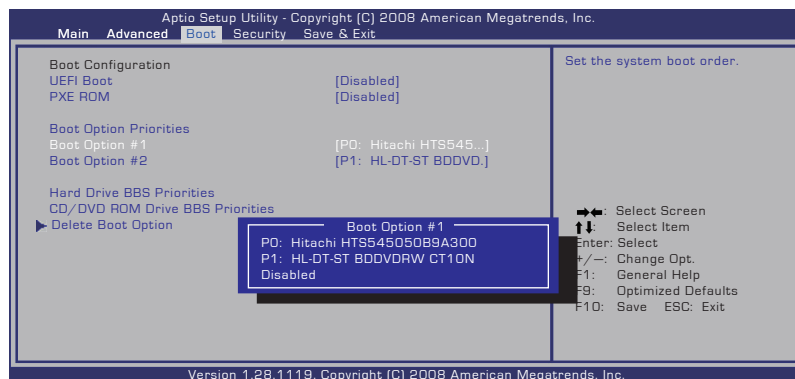 Aptio Setup Utility - Copyright (C) 2008 American Megatrends, Inc.
Main Advanced Boot Security Save & Exit
Boot Configuration
UEFI Boot [Disabled]
PXE ROM [Disabled]
Boot Option Priorities
Boot Option #1 [P0: Hitachi HTS545...]
Boot Option #2 [P1: HL-DT-ST BDDVD.]
Hard Drive BBS Priorities
CD/DVD ROM Drive BBS Priorities
Delete Boot Option
Boot Option #1
P0: Hitachi HTS545050B9A300
P1: HL-DT-ST BDDVDRW CT10N
Disabled
Set the system boot order.
→←: Select Screen
↑↓: Select Item
Enter: Select
+/—: Change Opt.
F1: General Help
F9: Optimized Defaults
F10: Save ESC: Exit
Version 1.28.1119. Copyright (C) 2008 American Megatrends, Inc.